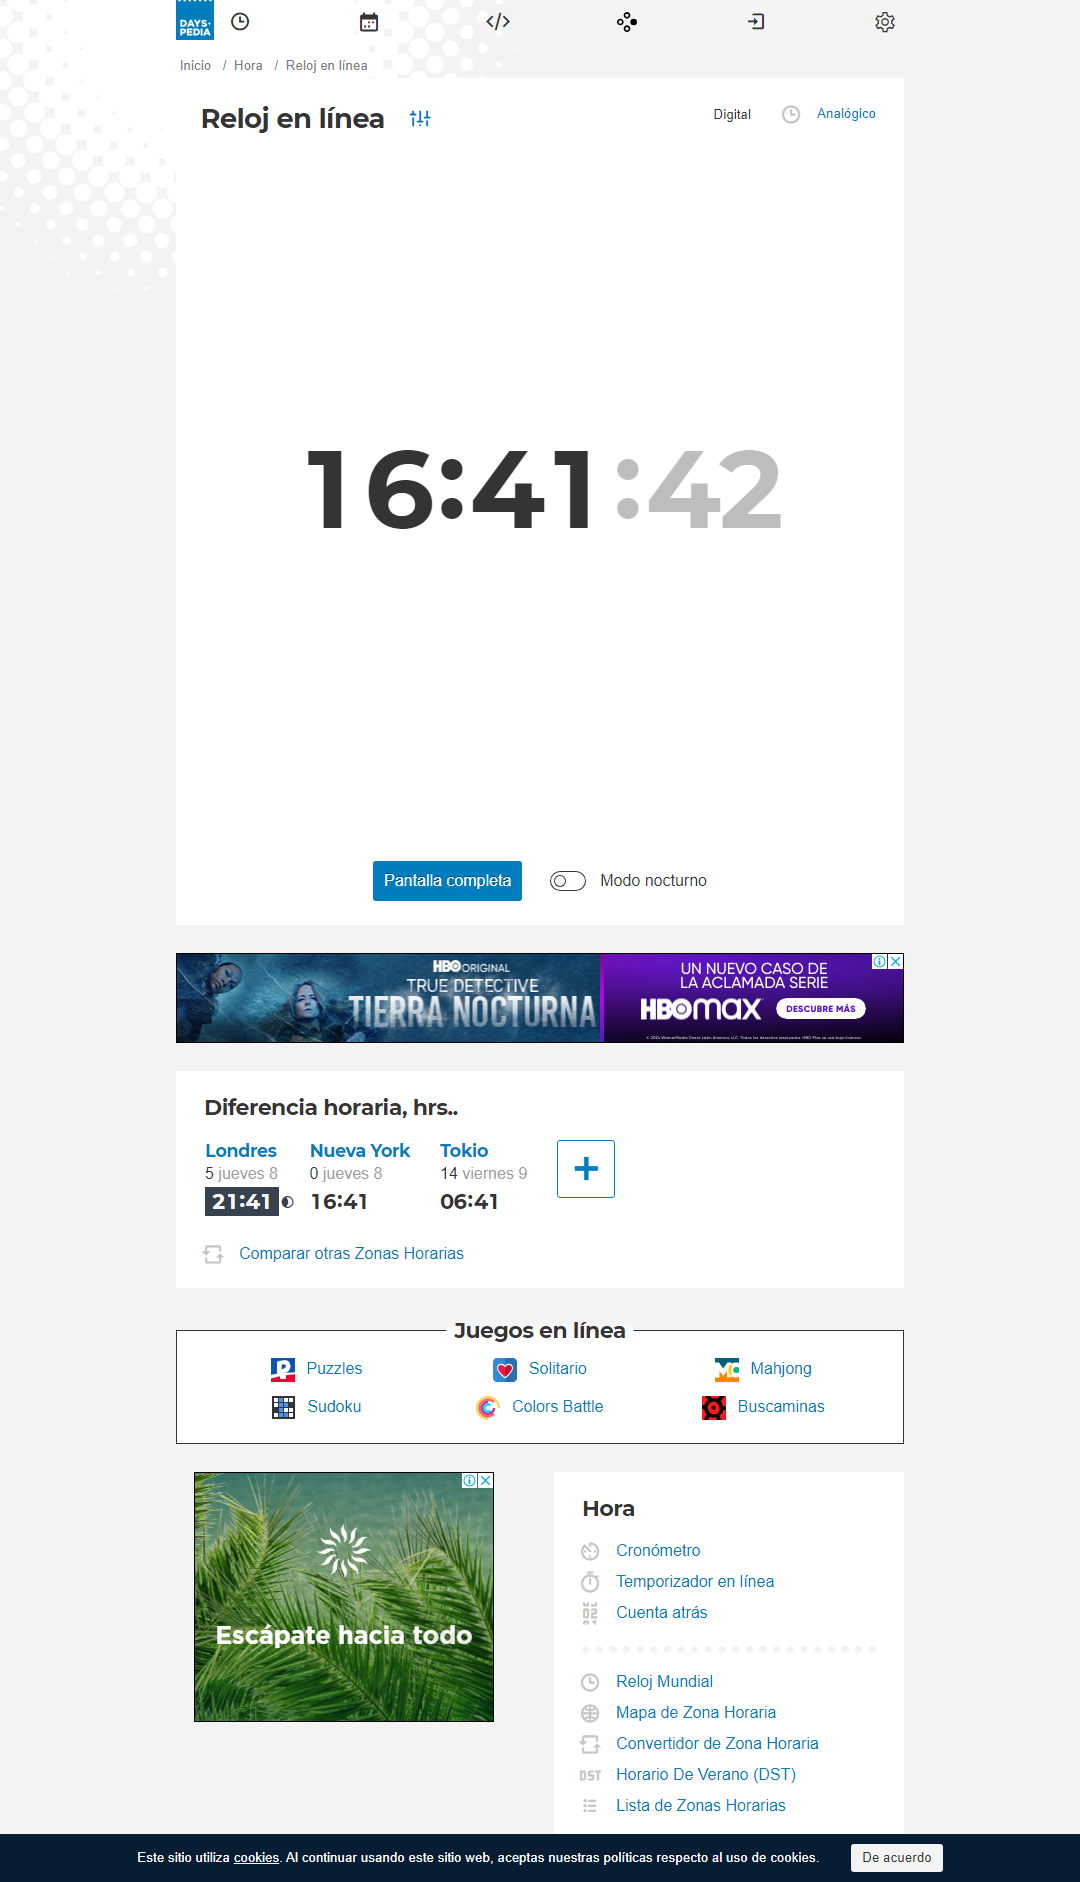 DAYS·
PEDIA
Inicio / Hora / Reloj en línea
Reloj en línea
Digital
Analógico
16:41:42
Pantalla completa
Modo nocturno
HBO ORIGINAL
TRUE DETECTIVE
TIERRA NOCTURNA
UN NUEVO CASO DE
LA ACLAMADA SERIE
HBOMAX
DESCUBRE MÁS
Diferencia horaria, hrs..
Londres
5 jueves 8
21:41
Nueva York
0 jueves 8
16:41
Tokio
14 viernes 9
06:41
Comparar otras Zonas Horarias
Juegos en línea
Puzzles
Solitario
Mahjong
Sudoku
Colors Battle
Buscaminas
Escápate hacia todo
Hora
Cronómetro
Temporizador en línea
Cuenta atrás
Reloj Mundial
Mapa de Zona Horaria
Convertidor de Zona Horaria
DST Horario De Verano (DST)
Lista de Zonas Horarias
Este sitio utiliza cookies. Al continuar usando este sitio web, aceptas nuestras políticas respecto al uso de cookies.
De acuerdo